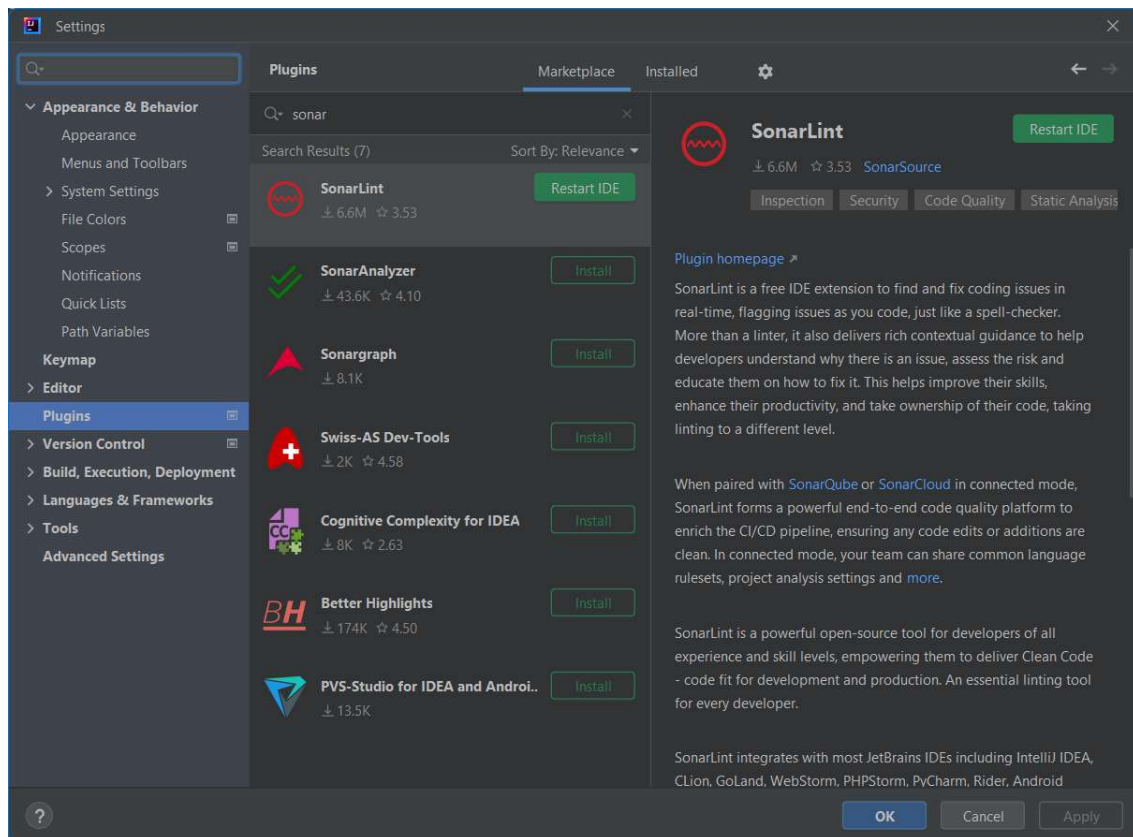 Settings
Appearance & Behavior
Appearance
Menus and Toolbars
System Settings
File Colors
Scopes
Notifications
Quick Lists
Path Variables
Keymap
Editor
Plugins
Version Control
Build, Execution, Deployment
Languages & Frameworks
Tools
Advanced Settings
Plugins
Marketplace
Installed
sonar
Search Results (7)
Sort By: Relevance
SonarLint
6.6M 3.53
Restart IDE
SonarAnalyzer
43.6K 4.10
Install
Sonargraph
8.1K
Install
Swiss-AS Dev-Tools
2K 4.58
Install
CC
Cognitive Complexity for IDEA
8K 2.63
Install
BH
Better Highlights
174K 4.50
Install
PVS-Studio for IDEA and Androi..
13.5K
Install
SonarLint
Restart IDE
6.6M 3.53 SonarSource
Inspection Security Code Quality Static Analysis
Plugin homepage
SonarLint is a free IDE extension to find and fix coding issues in
real-time, flagging issues as you code, just like a spell-checker.
More than a linter, it also delivers rich contextual guidance to help
developers understand why there is an issue, assess the risk and
educate them on how to fix it. This helps improve their skills,
enhance their productivity, and take ownership of their code, taking
linting to a different level.
When paired with SonarQube or SonarCloud in connected mode,
SonarLint forms a powerful end-to-end code quality platform to
enrich the CI/CD pipeline, ensuring any code edits or additions are
clean. In connected mode, your team can share common language
rulesets, project analysis settings and more.
SonarLint is a powerful open-source tool for developers of all
experience and skill levels, empowering them to deliver Clean Code
- code fit for development and production. An essential linting tool
for every developer.
SonarLint integrates with most JetBrains IDEs including IntelliJ IDEA,
CLion, GoLand, WebStorm, PHPStorm, PyCharm, Rider, Android
?
OK
Cancel
Apply